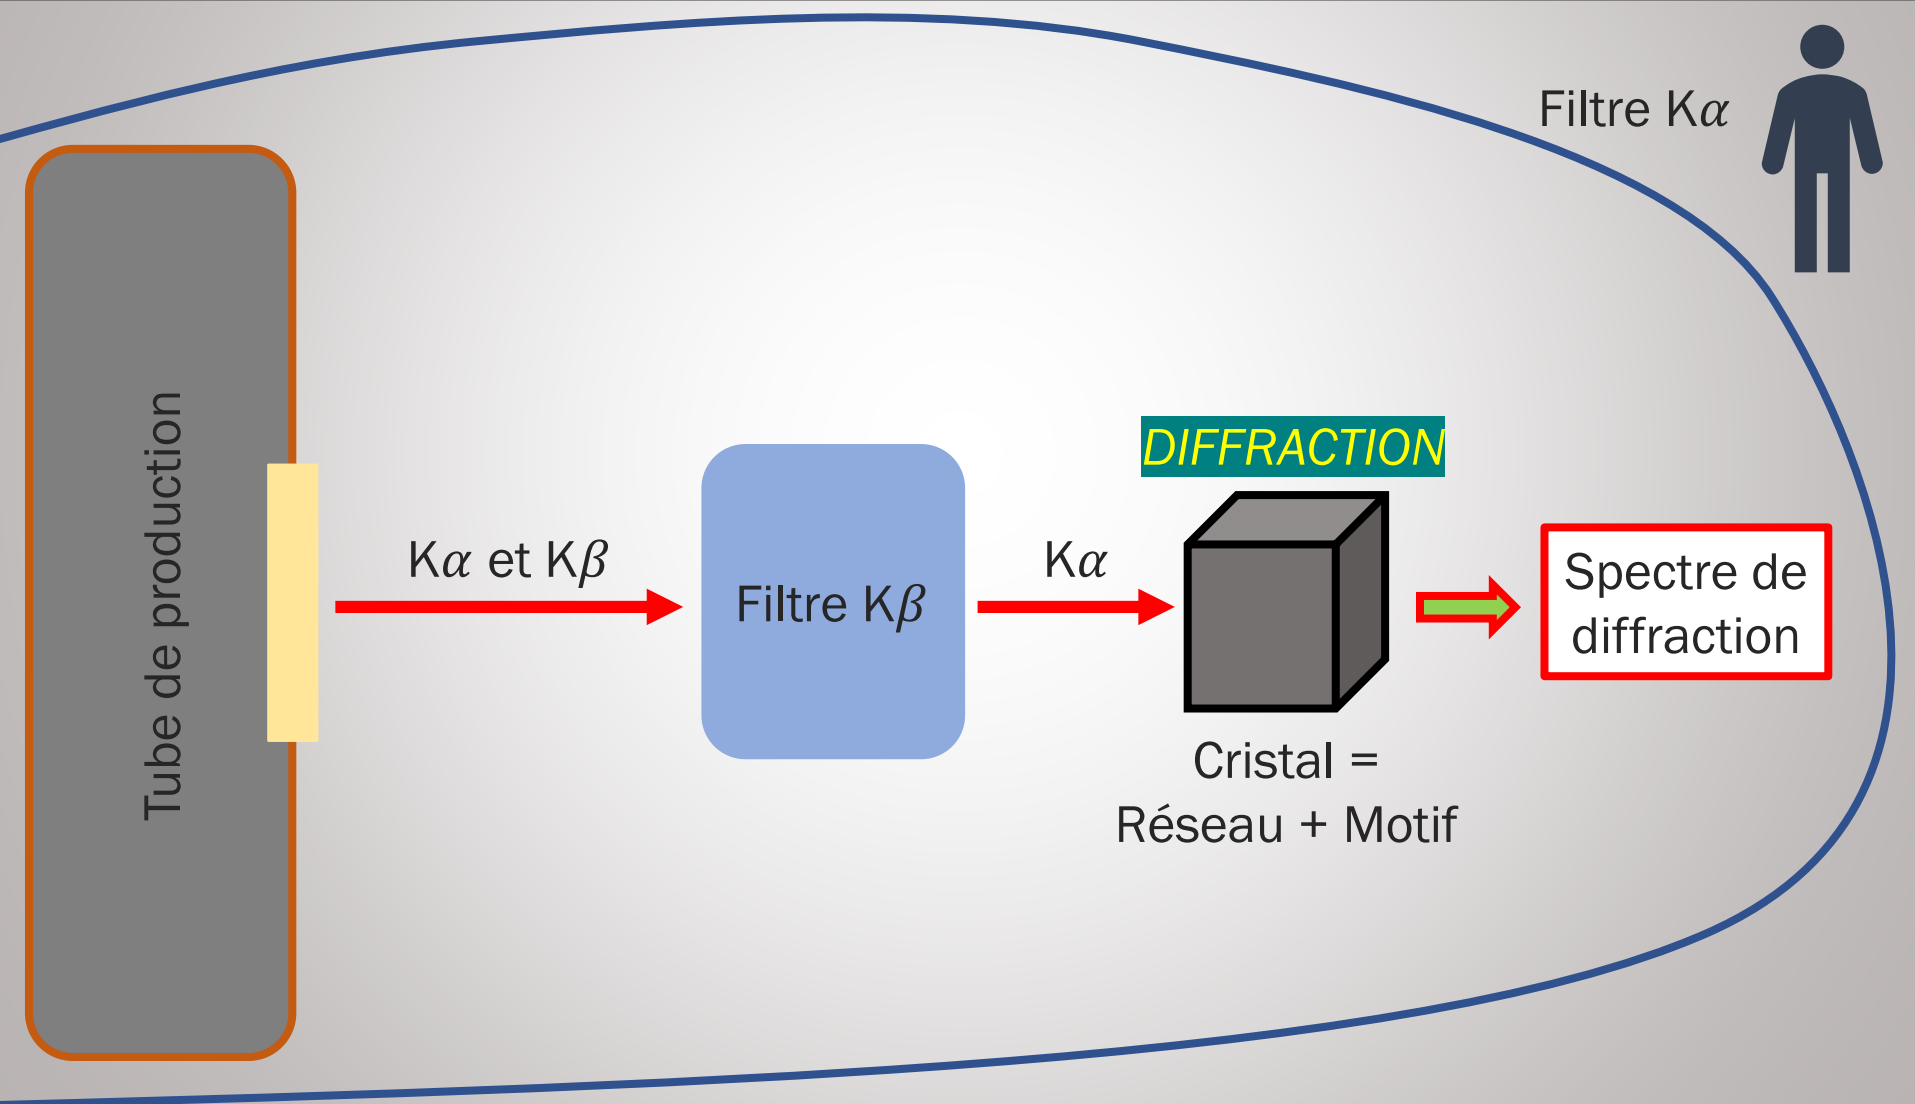 Filtre Kα
Tube de production
Kα et Kβ
Filtre Kβ
Kα
DIFFRACTION
Cristal =
Réseau + Motif
Spectre de
diffraction